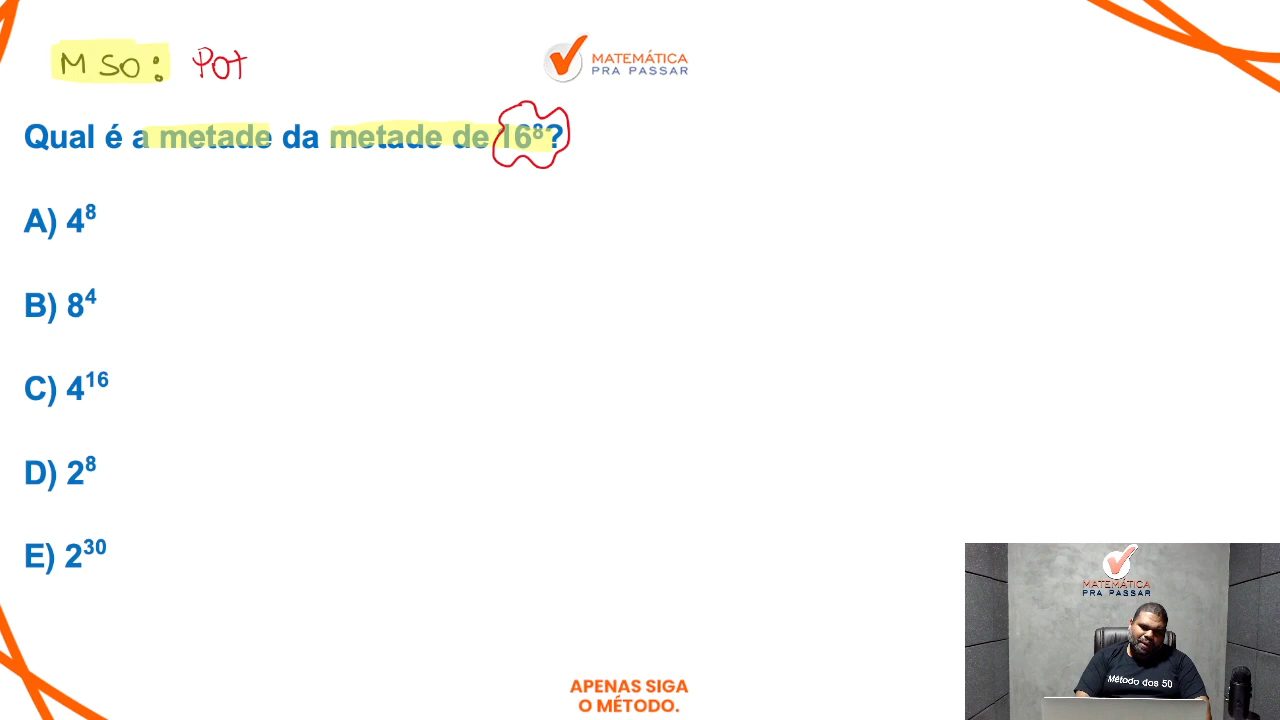 M SO: POt
MATEMÁTICA
PRA PASSAR
Qual é a metade da metade de 16⁸?
A) 4⁸
B) 8⁴
C) 4¹⁶
D) 2⁸
E) 2³⁰
MATEMÁTICA
PRA PASSAR
Método dos 50
APENAS SIGA
O MÉTODO.